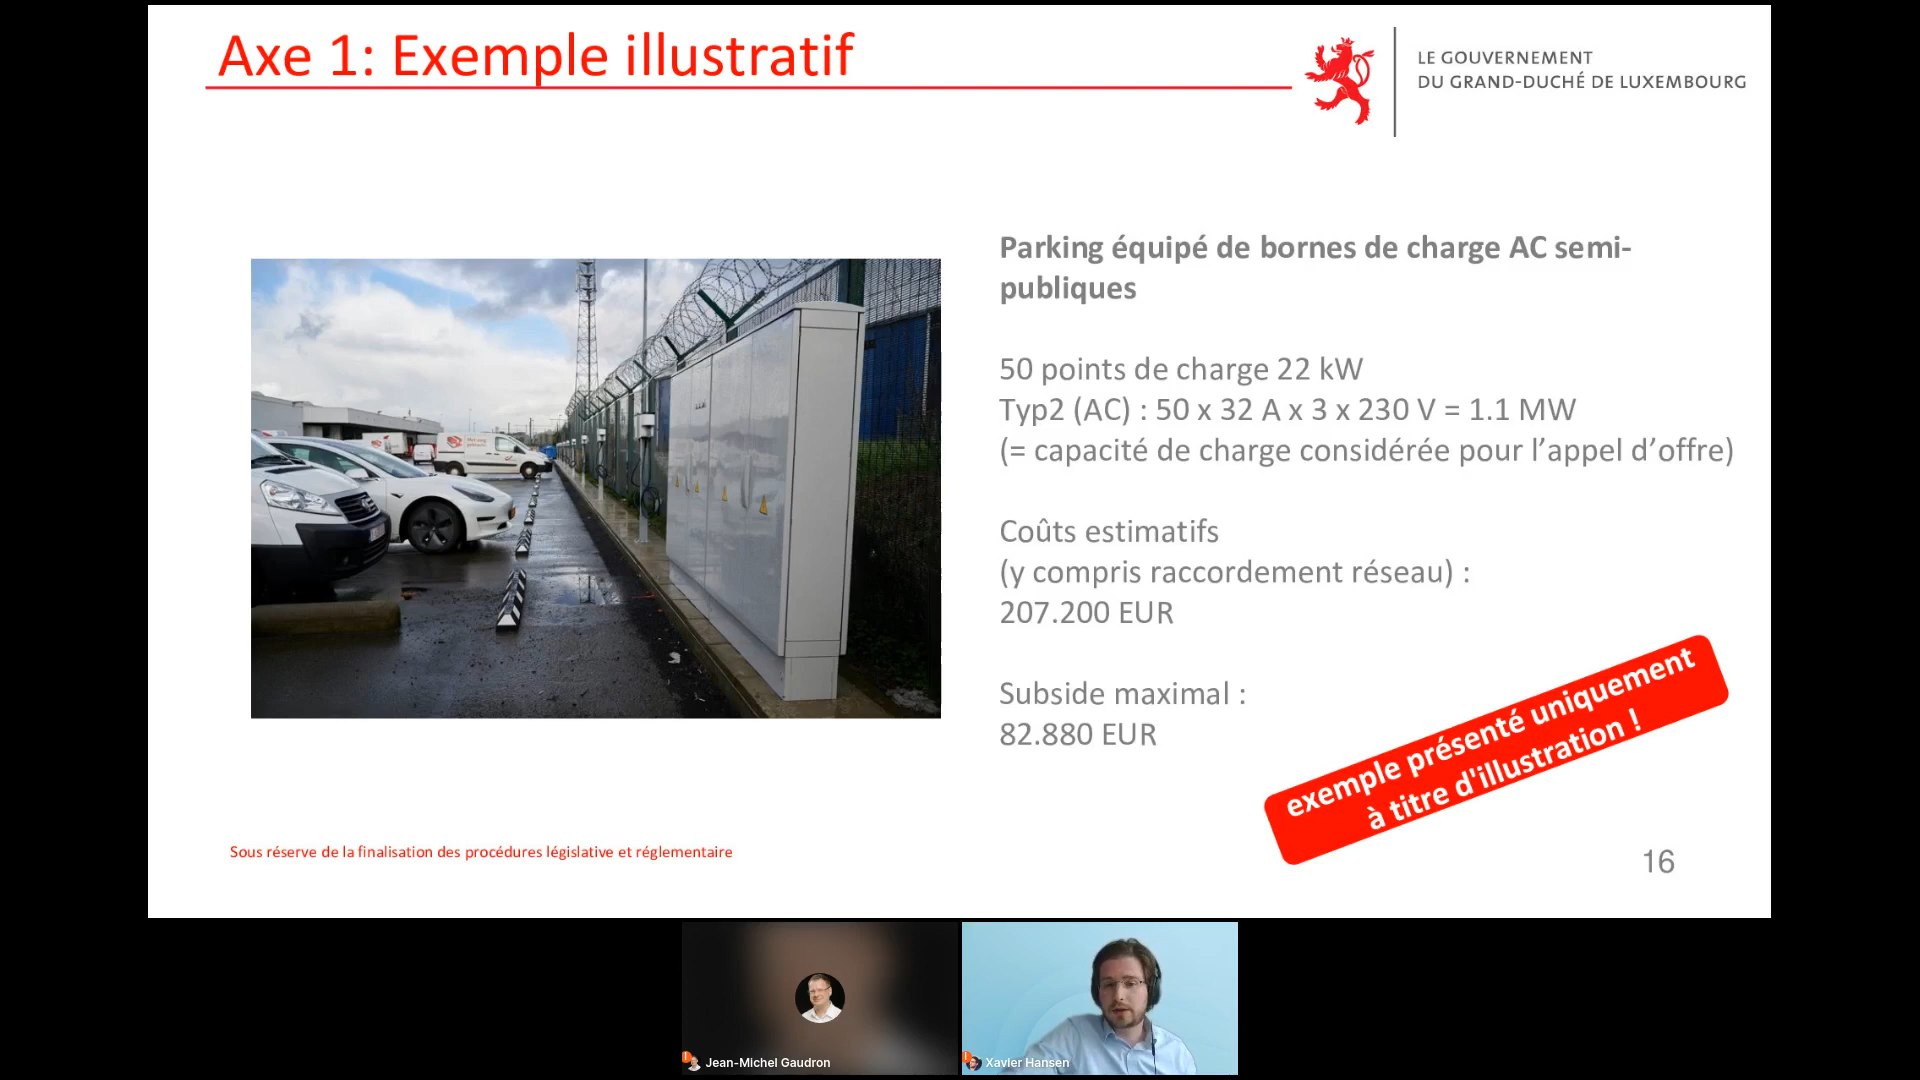 Axe 1: Exemple illustratif
LE GOUVERNEMENT
DU GRAND-DUCHÉ DE LUXEMBOURG
Parking équipé de bornes de charge AC semi-
publiques
50 points de charge 22 kW
Typ2 (AC) : 50 x 32 A x 3 x 230 V = 1.1 MW
(= capacité de charge considérée pour l’appel d’offre)
Coûts estimatifs
(y compris raccordement réseau) :
207.200 EUR
Subside maximal :
82.880 EUR
exemple présenté uniquement
à titre d'illustration !
Sous réserve de la finalisation des procédures législative et réglementaire
16
Jean-Michel Gaudron
Xavier Hansen